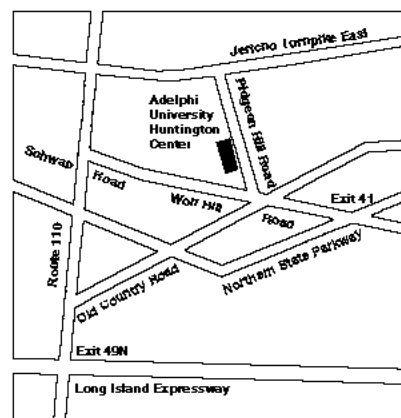 Jericho Turnpike East
Adelphi
University
Huntington
Center
Pidgeon Hill Road
Schwab
Road
Wolf Hill
Road
Exit 41
Route 110
Old Country Road
Northern State Parkway
Exit 49N
Long Island Expressway